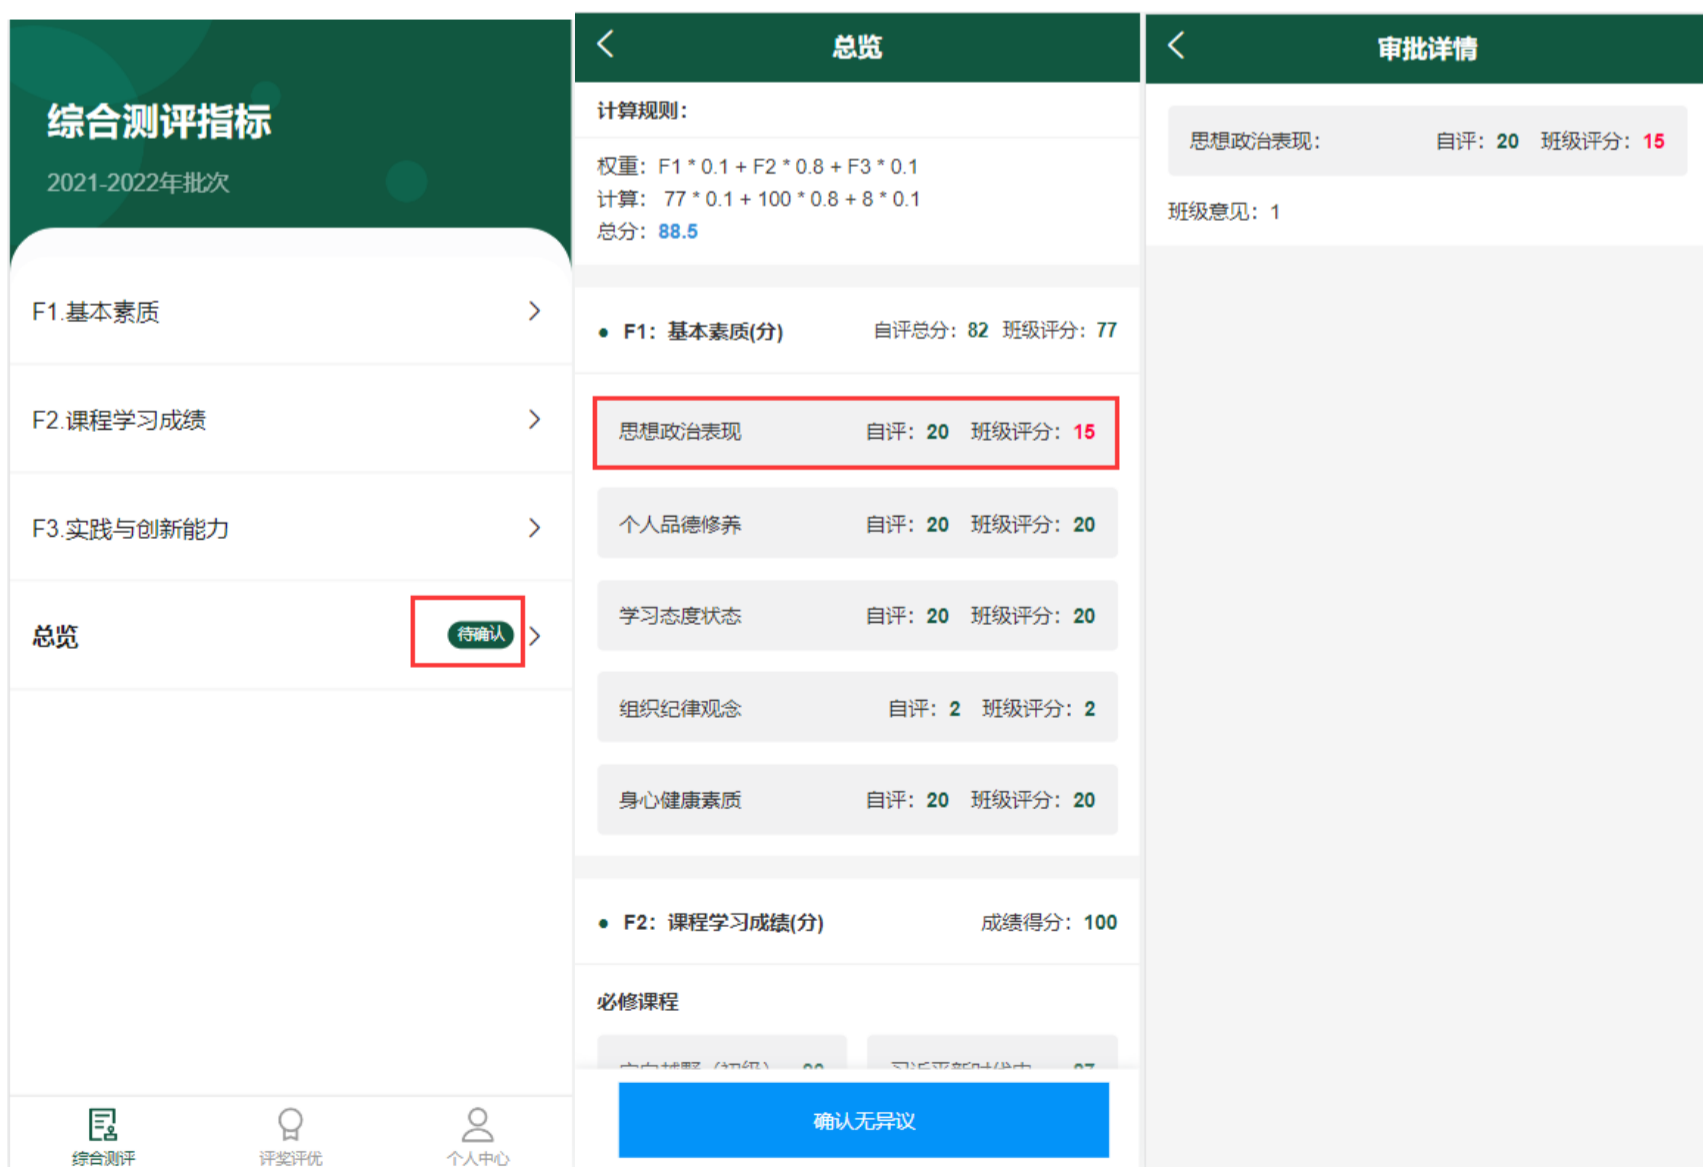 综合测评指标
2021-2022年批次
F1.基本素质
F2.课程学习成绩
F3.实践与创新能力
总览 待确认
综合测评 评奖评优 个人中心
总览
计算规则：
权重：F1 * 0.1 + F2 * 0.8 + F3 * 0.1
计算： 77 * 0.1 + 100 * 0.8 + 8 * 0.1
总分：88.5
F1：基本素质(分) 自评总分：82 班级评分：77
思想政治表现 自评：20 班级评分：15
个人品德修养 自评：20 班级评分：20
学习态度状态 自评：20 班级评分：20
组织纪律观念 自评：2 班级评分：2
身心健康素质 自评：20 班级评分：20
F2：课程学习成绩(分) 成绩得分：100
必修课程
确认无异议
审批详情
思想政治表现： 自评：20 班级评分：15
班级意见：1